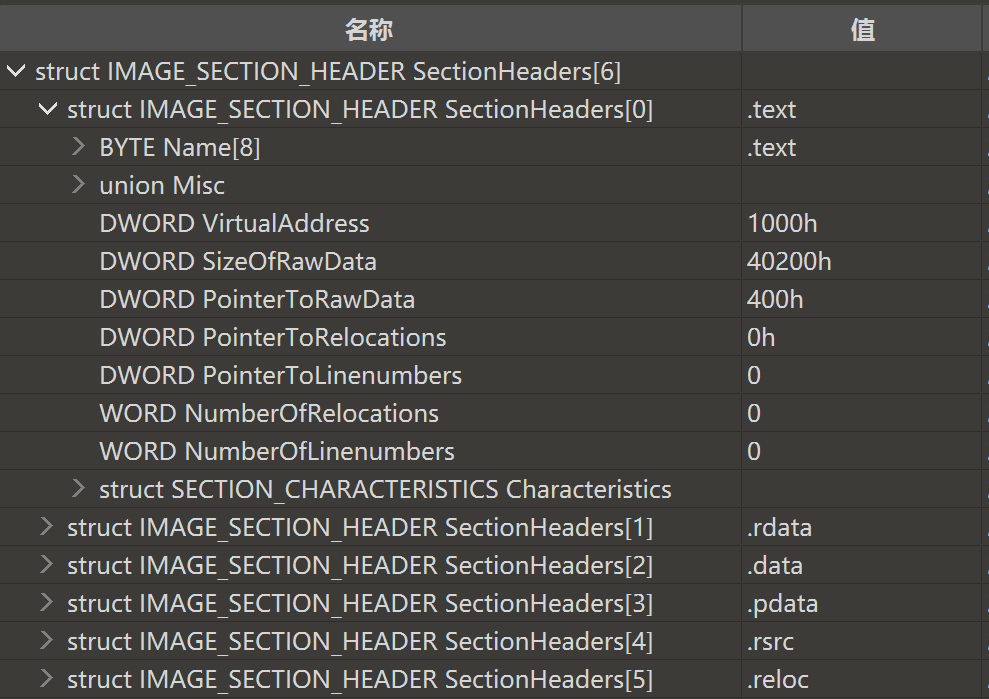 名称 值
struct IMAGE_SECTION_HEADER SectionHeaders[6]
struct IMAGE_SECTION_HEADER SectionHeaders[0] .text
BYTE Name[8] .text
union Misc
DWORD VirtualAddress 1000h
DWORD SizeOfRawData 40200h
DWORD PointerToRawData 400h
DWORD PointerToRelocations 0h
DWORD PointerToLinenumbers 0
WORD NumberOfRelocations 0
WORD NumberOfLinenumbers 0
struct SECTION_CHARACTERISTICS Characteristics
struct IMAGE_SECTION_HEADER SectionHeaders[1] .rdata
struct IMAGE_SECTION_HEADER SectionHeaders[2] .data
struct IMAGE_SECTION_HEADER SectionHeaders[3] .pdata
struct IMAGE_SECTION_HEADER SectionHeaders[4] .rsrc
struct IMAGE_SECTION_HEADER SectionHeaders[5] .reloc